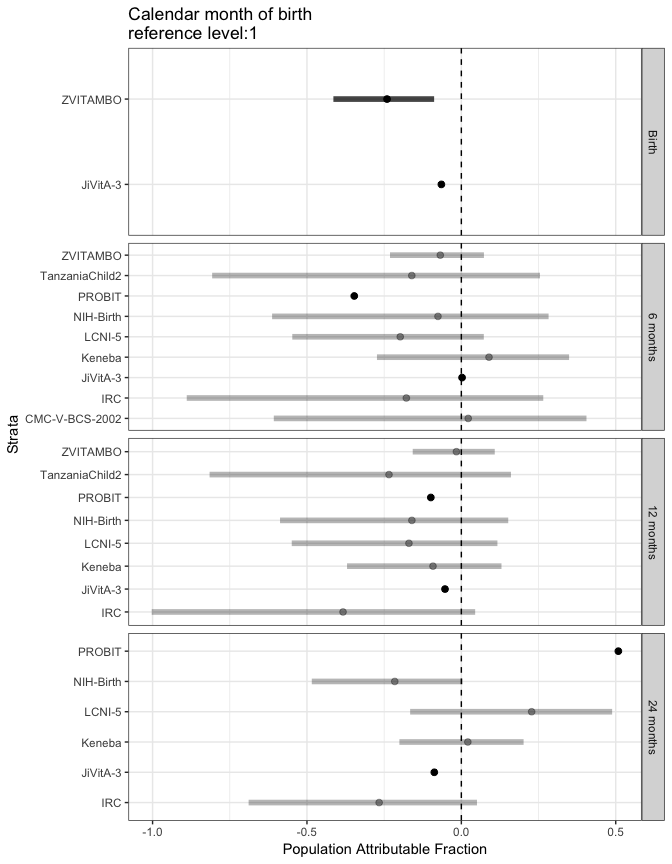 Calendar month of birth
reference level:1
Strata
ZVITAMBO
JiVitA-3
Birth
ZVITAMBO
TanzaniaChild2
PROBIT
NIH-Birth
LCNI-5
Keneba
JiVitA-3
IRC
CMC-V-BCS-2002
6 months
ZVITAMBO
TanzaniaChild2
PROBIT
NIH-Birth
LCNI-5
Keneba
JiVitA-3
IRC
12 months
PROBIT
NIH-Birth
LCNI-5
Keneba
JiVitA-3
IRC
24 months
-1.0 -0.5 0.0 0.5
Population Attributable Fraction